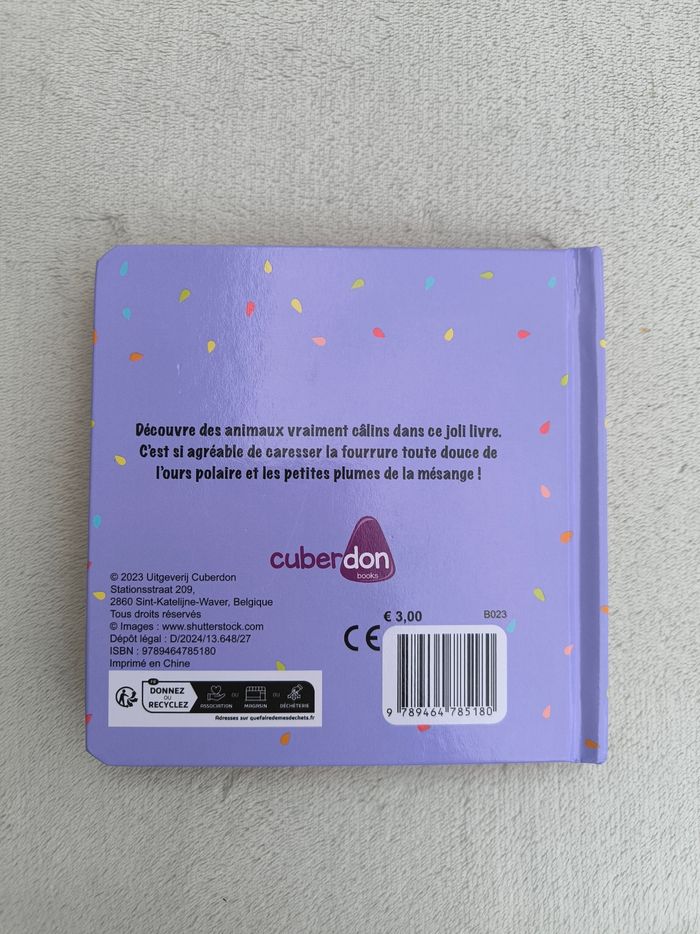 Découvre des animaux vraiment câlins dans ce joli livre.
C'est si agréable de caresser la fourrure toute douce de
l'ours polaire et les petites plumes de la mésange !
cuberdon
books
© 2023 Uitgeverij Cuberdon
Stationsstraat 209,
2860 Sint-Katelijne-Waver, Belgique
Tous droits réservés
© Images : www.shutterstock.com
Dépôt légal : D/2024/13.648/27
ISBN : 9789464785180
Imprimé en Chine
€ 3,00 B023
CE
9 789464 785180
FR
DONNEZ
OU
RECYCLEZ
ASSOCIATION OU MAGASIN OU DÉCHÈTERIE
Adresses sur quefairedemesdechets.fr